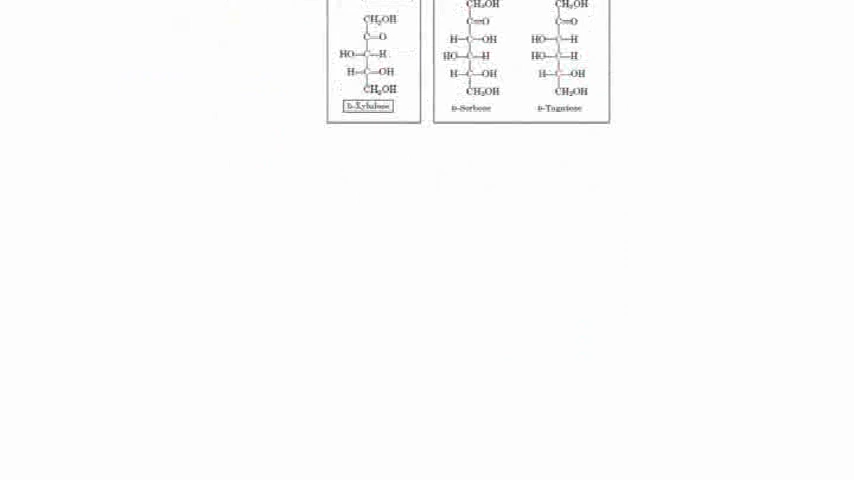 CH₂OH
C=O
HO—C—H
H—C—OH
CH₂OH
D-Xylulose
CH₂OH
C=O
H—C—OH
HO—C—H
H—C—OH
CH₂OH
D-Sorbose
CH₂OH
C=O
HO—C—H
HO—C—H
H—C—OH
CH₂OH
D-Tagatose